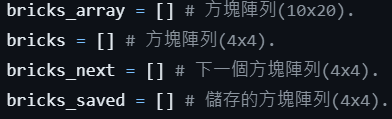 bricks_array = [] # 方塊陣列(10x20).
bricks = [] # 方塊陣列(4x4).
bricks_next = [] # 下一個方塊陣列(4x4).
bricks_saved = [] # 儲存的方塊陣列(4x4).